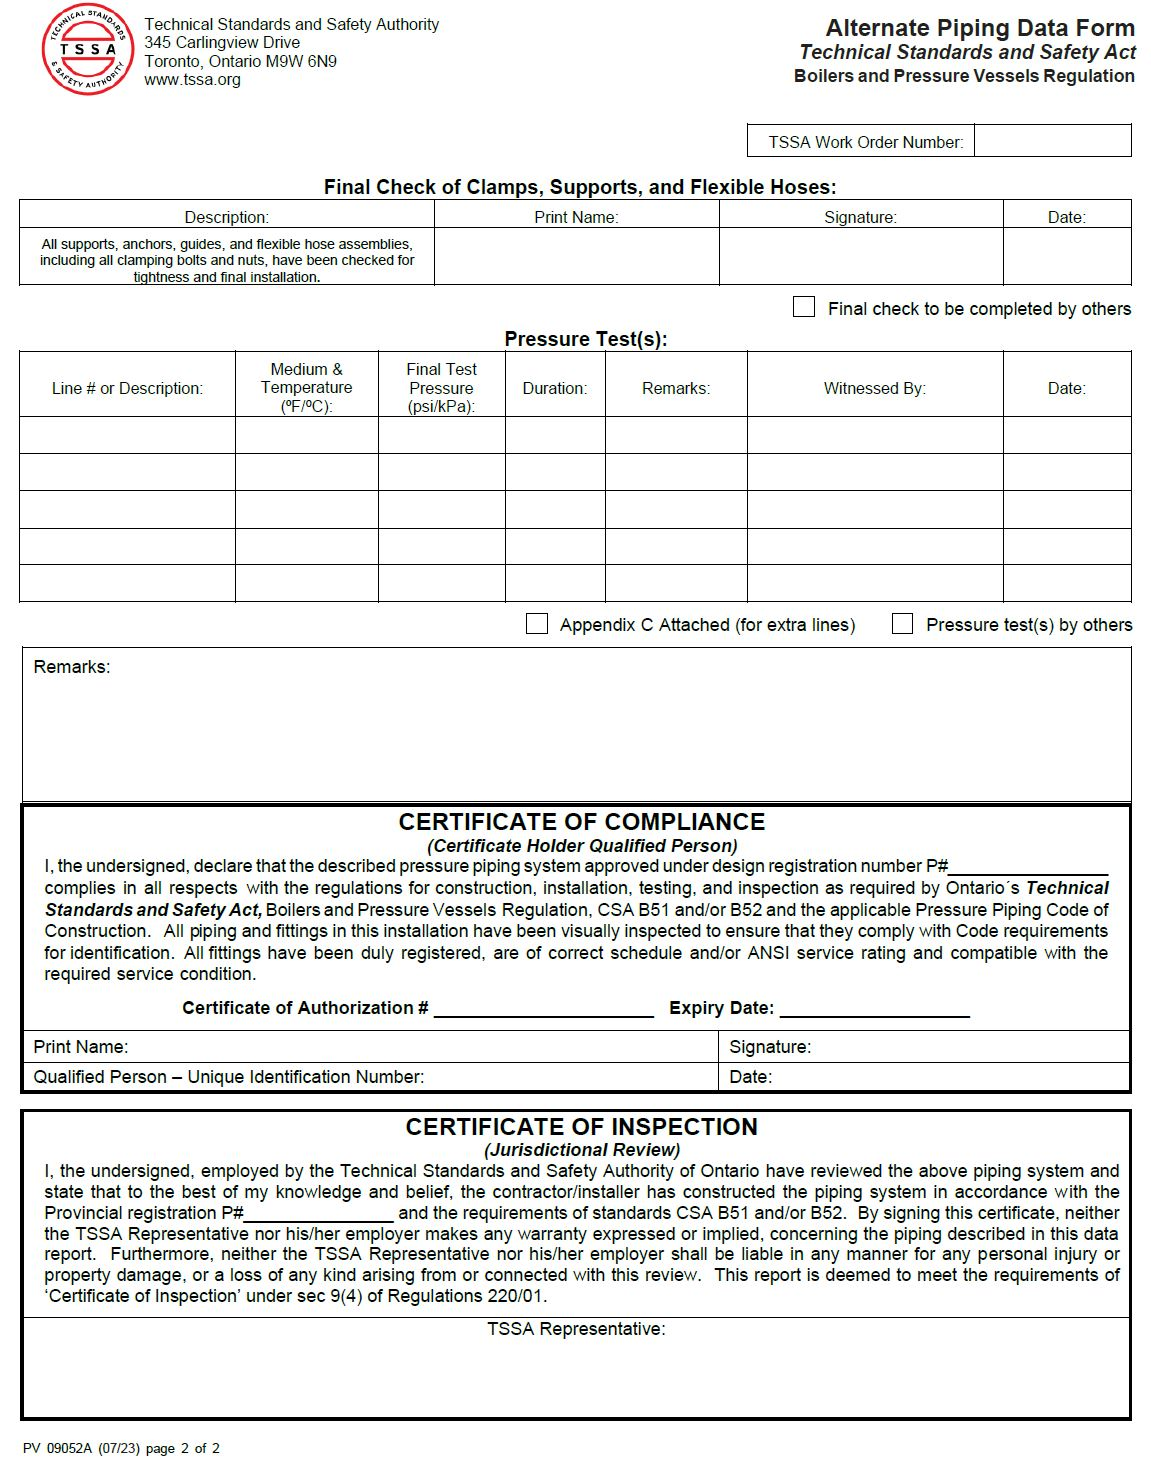 TECHNICAL STANDARDS
TSSA
& SAFETY AUTHORITY
Technical Standards and Safety Authority
345 Carlingview Drive
Toronto, Ontario M9W 6N9
www.tssa.org
Alternate Piping Data Form
Technical Standards and Safety Act
Boilers and Pressure Vessels Regulation
TSSA Work Order Number:
Final Check of Clamps, Supports, and Flexible Hoses:
Description: Print Name: Signature: Date:
All supports, anchors, guides, and flexible hose assemblies,
including all clamping bolts and nuts, have been checked for
tightness and final installation.
Final check to be completed by others
Pressure Test(s):
Line # or Description:
Medium &
Temperature
(ºF/ºC):
Final Test
Pressure
(psi/kPa):
Duration:
Remarks:
Witnessed By:
Date:
Appendix C Attached (for extra lines) Pressure test(s) by others
Remarks:
CERTIFICATE OF COMPLIANCE
(Certificate Holder Qualified Person)
I, the undersigned, declare that the described pressure piping system approved under design registration number P#________________
complies in all respects with the regulations for construction, installation, testing, and inspection as required by Ontario´s Technical
Standards and Safety Act, Boilers and Pressure Vessels Regulation, CSA B51 and/or B52 and the applicable Pressure Piping Code of
Construction. All piping and fittings in this installation have been visually inspected to ensure that they comply with Code requirements
for identification. All fittings have been duly registered, are of correct schedule and/or ANSI service rating and compatible with the
required service condition.
Certificate of Authorization # ______________________ Expiry Date: ___________________
Print Name: Signature:
Qualified Person – Unique Identification Number: Date:
CERTIFICATE OF INSPECTION
(Jurisdictional Review)
I, the undersigned, employed by the Technical Standards and Safety Authority of Ontario have reviewed the above piping system and
state that to the best of my knowledge and belief, the contractor/installer has constructed the piping system in accordance with the
Provincial registration P#_______________ and the requirements of standards CSA B51 and/or B52. By signing this certificate, neither
the TSSA Representative nor his/her employer makes any warranty expressed or implied, concerning the piping described in this data
report. Furthermore, neither the TSSA Representative nor his/her employer shall be liable in any manner for any personal injury or
property damage, or a loss of any kind arising from or connected with this review. This report is deemed to meet the requirements of
‘Certificate of Inspection’ under sec 9(4) of Regulations 220/01.
TSSA Representative:
PV 09052A (07/23) page 2 of 2